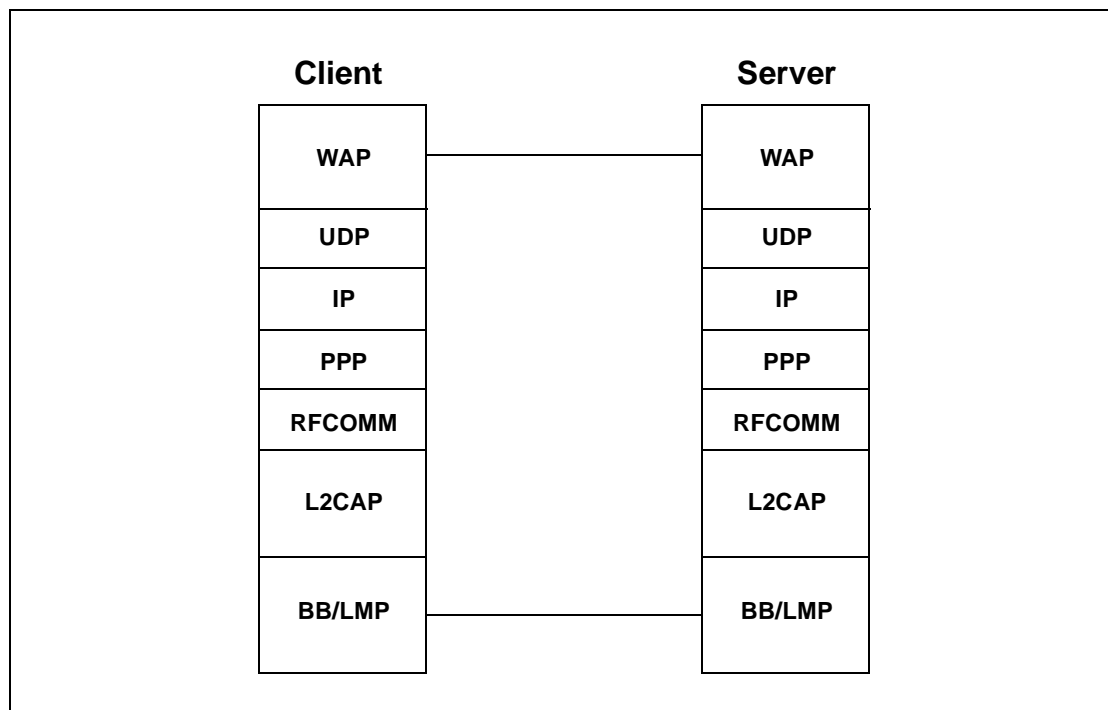 Client
WAP
UDP
IP
PPP
RFCOMM
L2CAP
BB/LMP
Server
WAP
UDP
IP
PPP
RFCOMM
L2CAP
BB/LMP